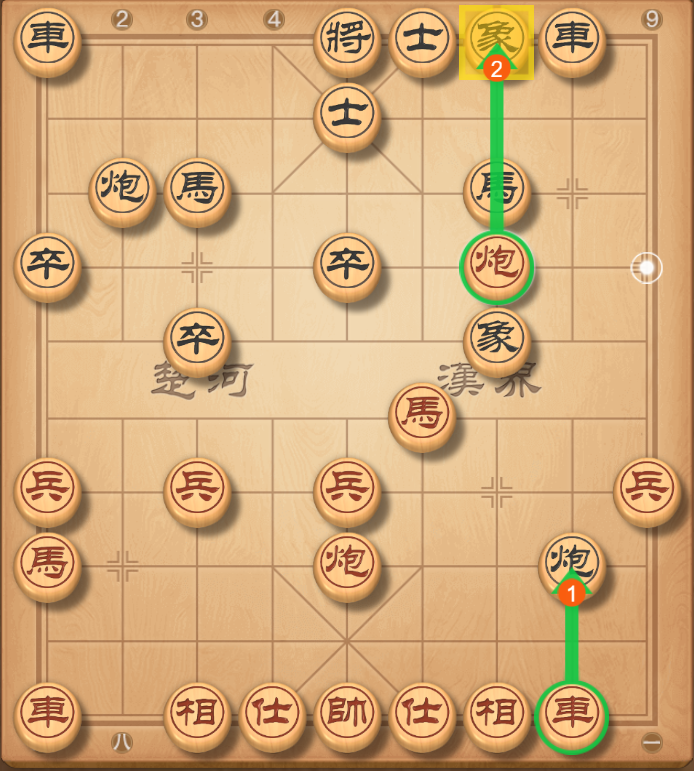 2 3 4 9
車 將 士 象 車
2
士
炮 馬 馬
卒 卒 炮
卒 象
楚河 漢界
馬
兵 兵 兵 兵
馬 炮 炮
1
車 相 仕 帥 仕 相 車
八 一